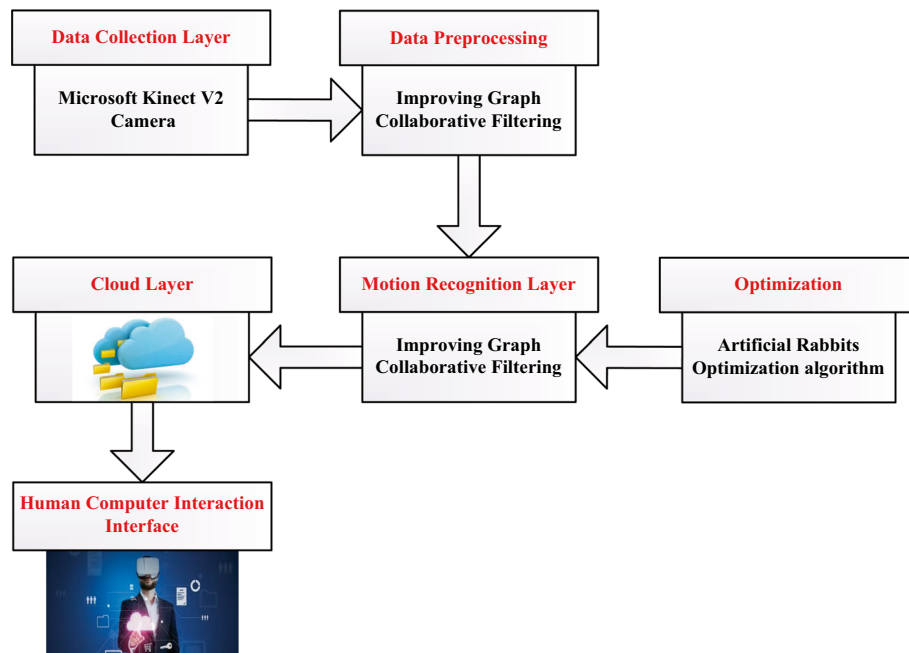 Data Collection Layer
Microsoft Kinect V2
Camera
Data Preprocessing
Improving Graph
Collaborative Filtering
Cloud Layer
Motion Recognition Layer
Improving Graph
Collaborative Filtering
Optimization
Artificial Rabbits
Optimization algorithm
Human Computer Interaction
Interface